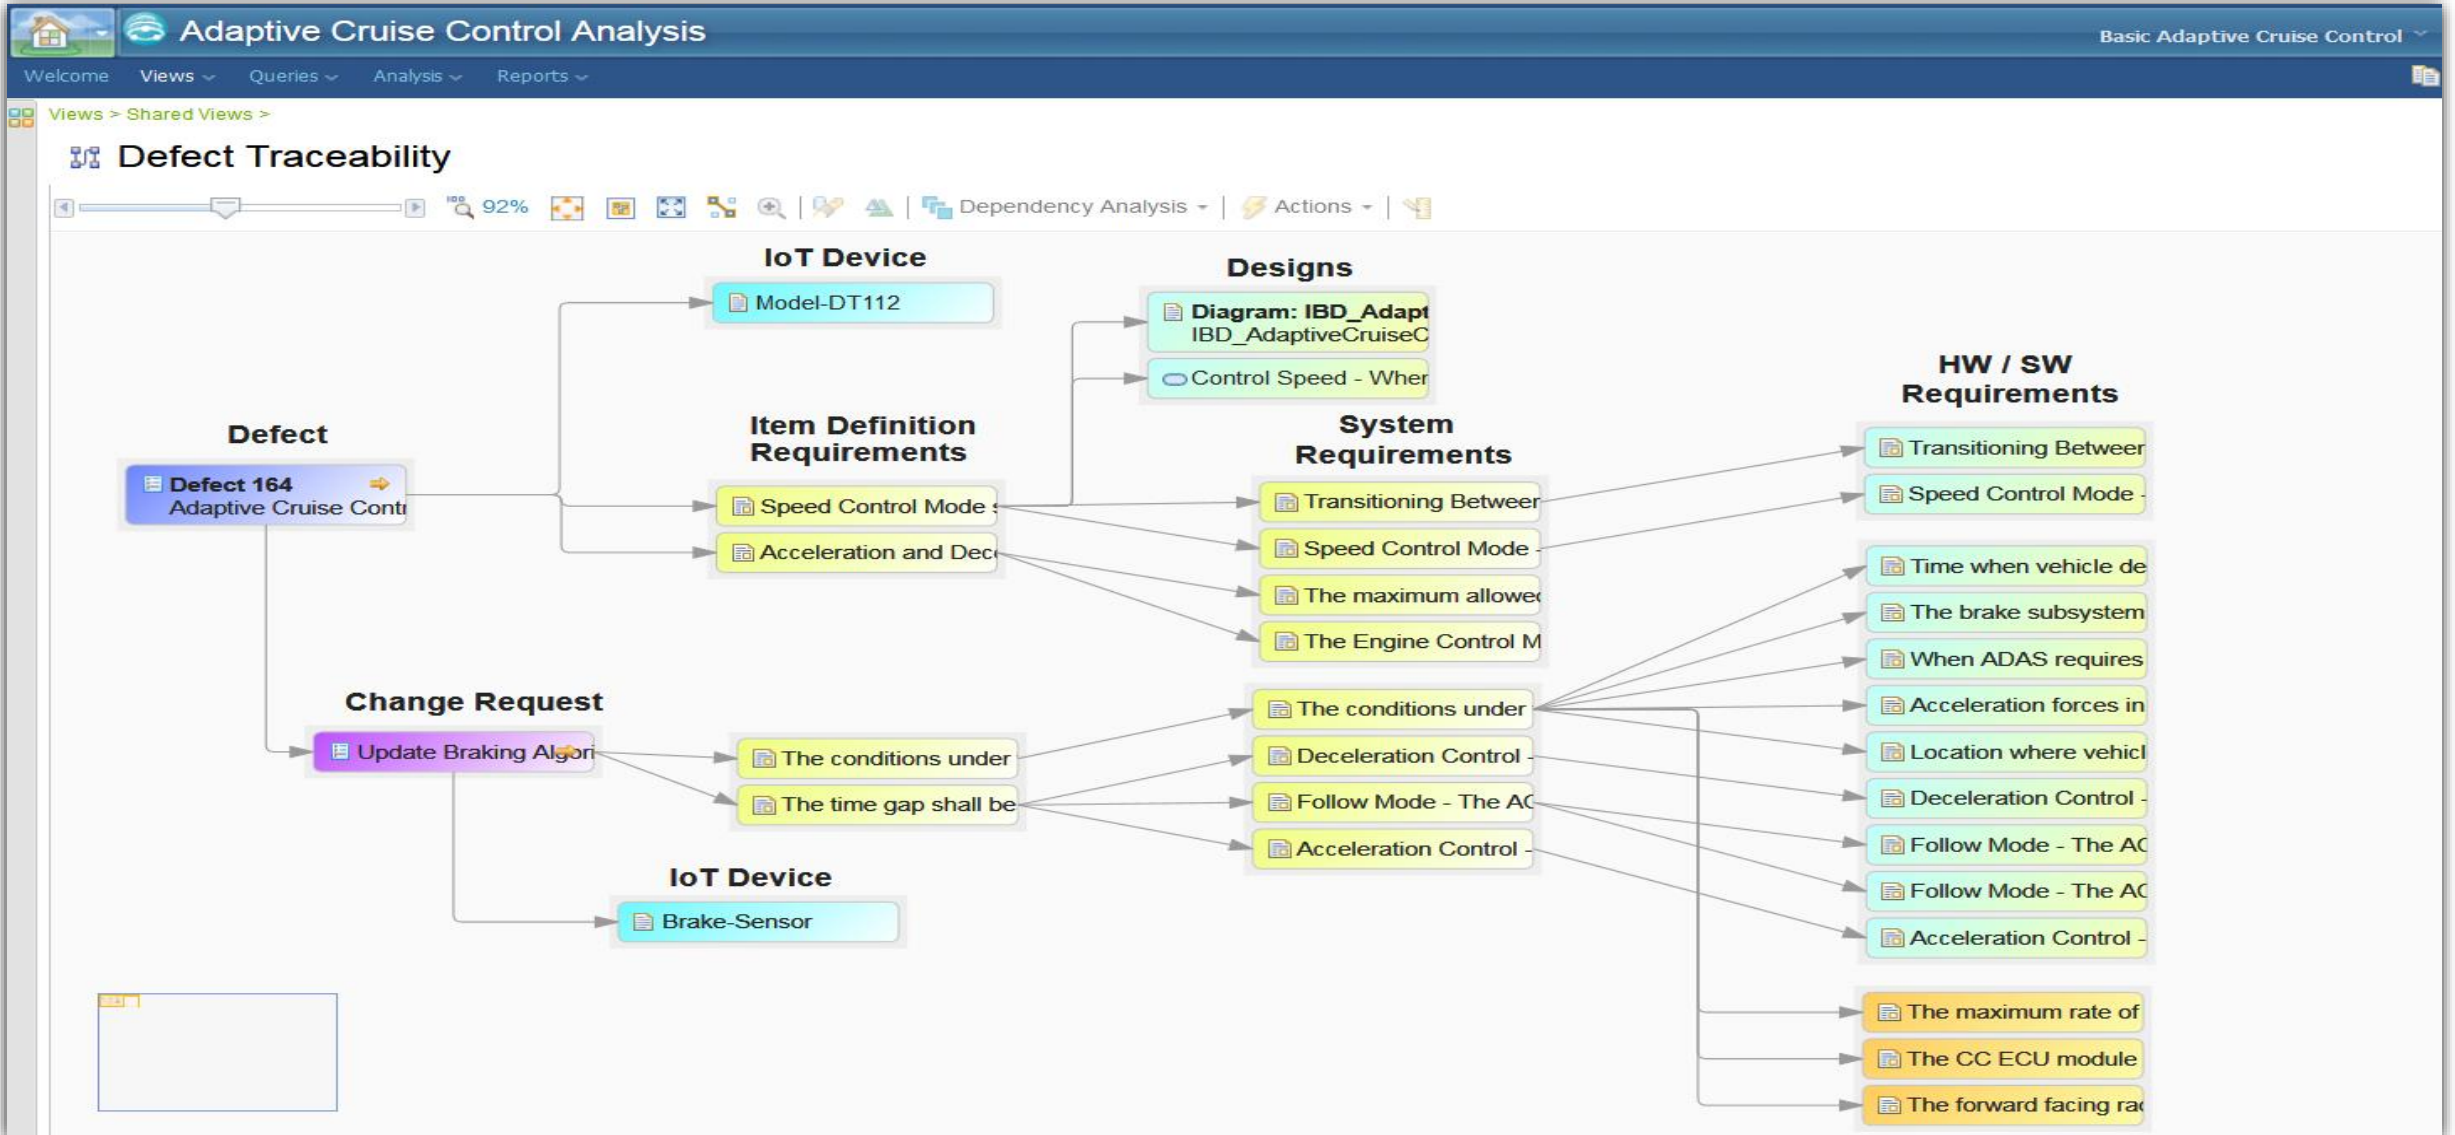 Adaptive Cruise Control Analysis
Basic Adaptive Cruise Control
Welcome Views Queries Analysis Reports
Views > Shared Views >
Defect Traceability
92% Dependency Analysis Actions
IoT Device
Model-DT112
Designs
Diagram: IBD_Adapt
IBD_AdaptiveCruiseC
Control Speed - Wher
Defect
Defect 164
Adaptive Cruise Contr
Item Definition
Requirements
Speed Control Mode s
Acceleration and Dece
System
Requirements
Transitioning Betweer
Speed Control Mode -
The maximum allowed
The Engine Control M
HW / SW
Requirements
Transitioning Betweer
Speed Control Mode -
Time when vehicle de
The brake subsystem
When ADAS requires
Acceleration forces in
Location where vehicl
Deceleration Control -
Follow Mode - The AC
Follow Mode - The AC
Acceleration Control -
Change Request
Update Braking Algori
The conditions under
The time gap shall be
The conditions under
Deceleration Control -
Follow Mode - The AC
Acceleration Control -
IoT Device
Brake-Sensor
The maximum rate of
The CC ECU module
The forward facing rad